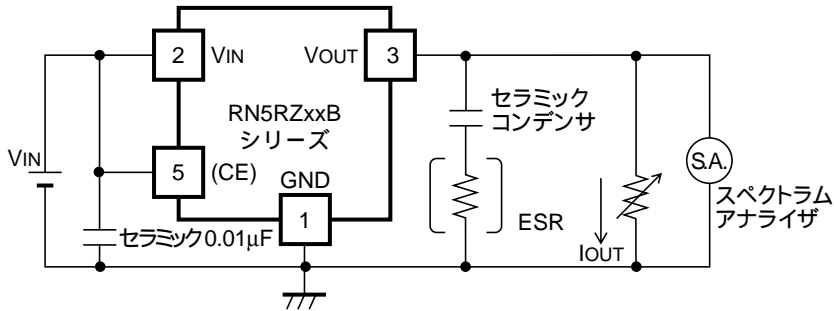 2
VIN
VOUT
3
RN5RZxxB
シリーズ
セラミック
コンデンサ
VIN
5
(CE)
GND
1
S.A.
スペクトラム
アナライザ
ESR
IOUT
セラミック0.01μF